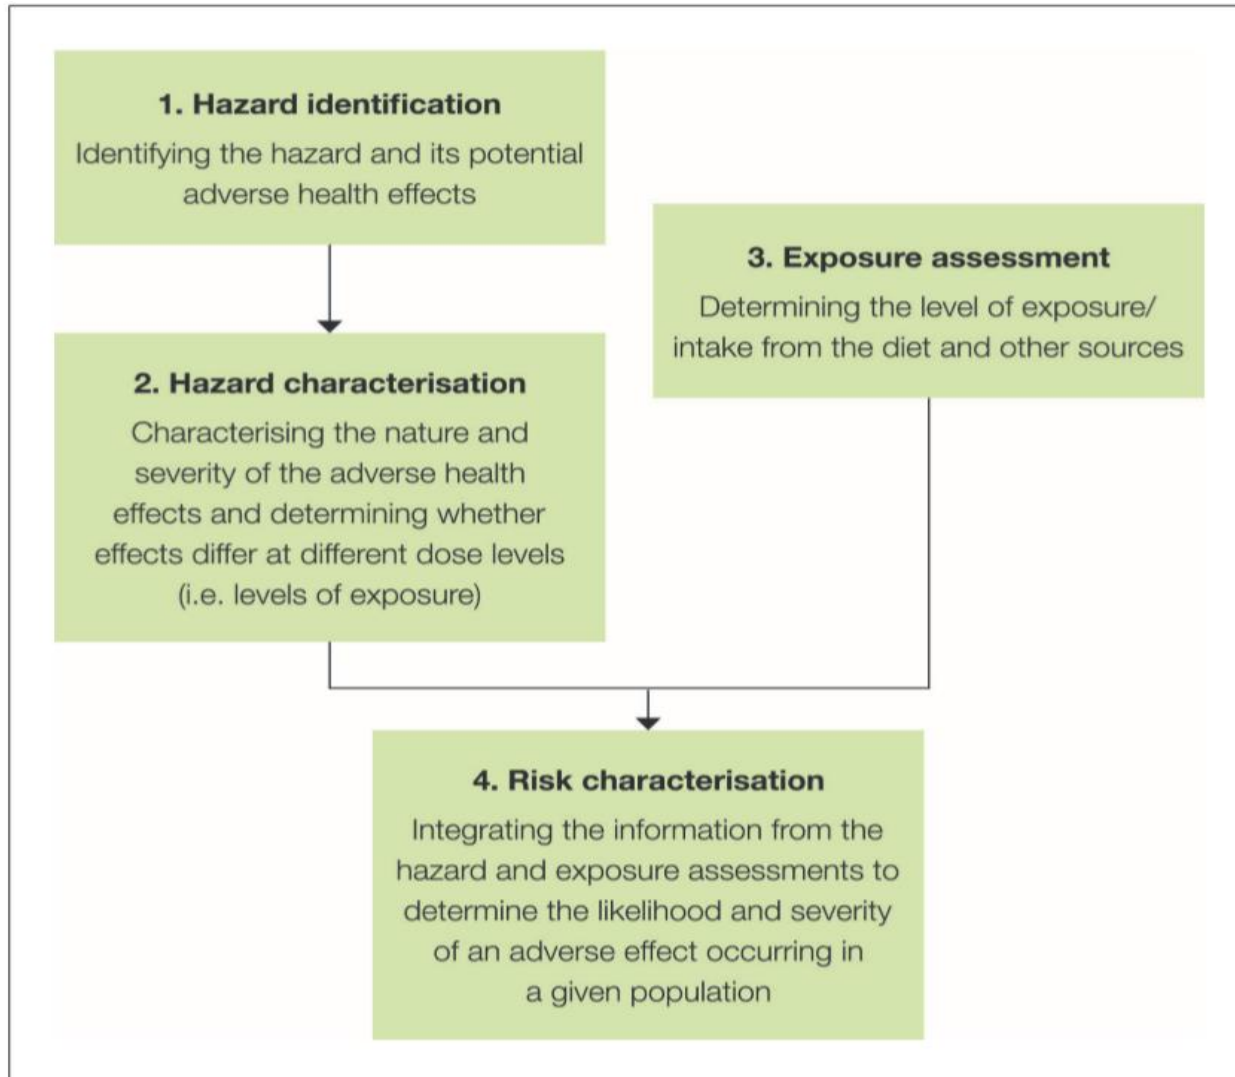 1. Hazard identification
Identifying the hazard and its potential
adverse health effects
2. Hazard characterisation
Characterising the nature and
severity of the adverse health
effects and determining whether
effects differ at different dose levels
(i.e. levels of exposure)
3. Exposure assessment
Determining the level of exposure/
intake from the diet and other sources
4. Risk characterisation
Integrating the information from the
hazard and exposure assessments to
determine the likelihood and severity
of an adverse effect occurring in
a given population